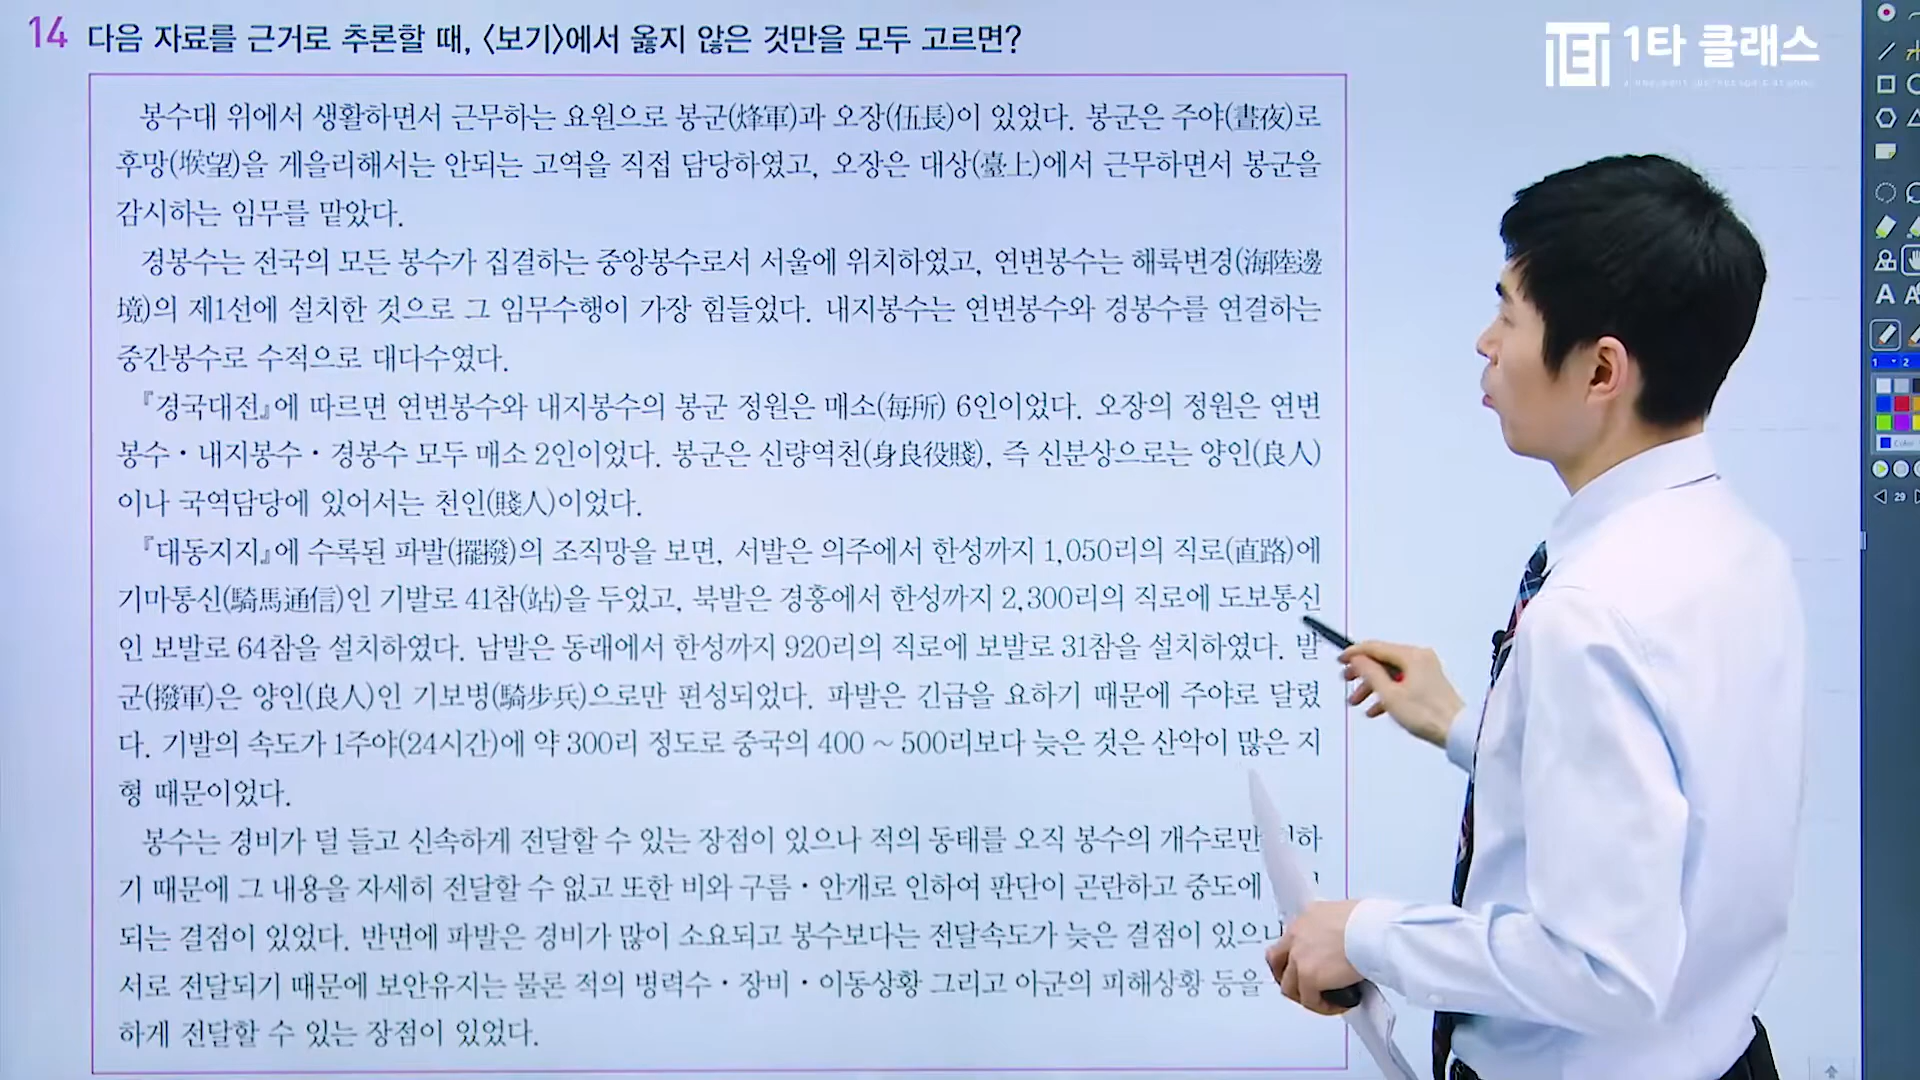 14 다음 자료를 근거로 추론할 때, 〈보기〉에서 옳지 않은 것만을 모두 고르면?
1타 클래스
봉수대 위에서 생활하면서 근무하는 요원으로 봉군(烽軍)과 오장(伍長)이 있었다. 봉군은 주야(晝夜)로
후망(堠望)을 게을리해서는 안되는 고역을 직접 담당하였고, 오장은 대상(臺上)에서 근무하면서 봉군을
감시하는 임무를 맡았다.
경봉수는 전국의 모든 봉수가 집결하는 중앙봉수로서 서울에 위치하였고, 연변봉수는 해륙변경(海陸邊
境)의 제1선에 설치한 것으로 그 임무수행이 가장 힘들었다. 내지봉수는 연변봉수와 경봉수를 연결하는
중간봉수로 수적으로 대다수였다.
『경국대전』에 따르면 연변봉수와 내지봉수의 봉군 정원은 매소(每所) 6인이었다. 오장의 정원은 연변
봉수·내지봉수·경봉수 모두 매소 2인이었다. 봉군은 신량역천(身良役賤), 즉 신분상으로는 양인(良人)
이나 국역담당에 있어서는 천인(賤人)이었다.
『대동지지』에 수록된 파발(擺撥)의 조직망을 보면, 서발은 의주에서 한성까지 1,050리의 직로(直路)에
기마통신(騎馬通信)인 기발로 41참(站)을 두었고, 북발은 경흥에서 한성까지 2,300리의 직로에 도보통신
인 보발로 64참을 설치하였다. 남발은 동래에서 한성까지 920리의 직로에 보발로 31참을 설치하였다. 발
군(撥軍)은 양인(良人)인 기보병(騎步兵)으로만 편성되었다. 파발은 긴급을 요하기 때문에 주야로 달렸
다. 기발의 속도가 1주야(24시간)에 약 300리 정도로 중국의 400 ~ 500리보다 늦은 것은 산악이 많은 지
형 때문이었다.
봉수는 경비가 덜 들고 신속하게 전달할 수 있는 장점이 있으나 적의 동태를 오직 봉수의 개수로만 하
기 때문에 그 내용을 자세히 전달할 수 없고 또한 비와 구름·안개로 인하여 판단이 곤란하고 중도에
되는 결점이 있었다. 반면에 파발은 경비가 많이 소요되고 봉수보다는 전달속도가 늦은 결점이 있으나
서로 전달되기 때문에 보안유지는 물론 적의 병력수·장비·이동상황 그리고 아군의 피해상황 등을
하게 전달할 수 있는 장점이 있었다.
1 2
Color
29